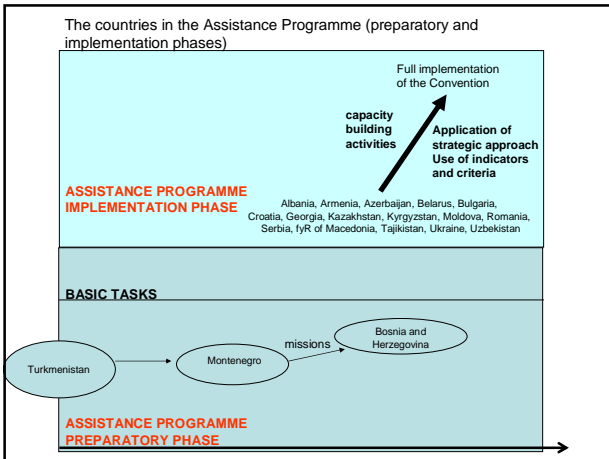 The countries in the Assistance Programme (preparatory and
implementation phases)
Full implementation
of the Convention
capacity
building
activities
Application of
strategic approach
Use of indicators
and criteria
ASSISTANCE PROGRAMME
IMPLEMENTATION PHASE
Albania, Armenia, Azerbaijan, Belarus, Bulgaria,
Croatia, Georgia, Kazakhstan, Kyrgyzstan, Moldova, Romania,
Serbia, fyR of Macedonia, Tajikistan, Ukraine, Uzbekistan
BASIC TASKS
Bosnia and
Herzegovina
missions
Montenegro
Turkmenistan
ASSISTANCE PROGRAMME
PREPARATORY PHASE